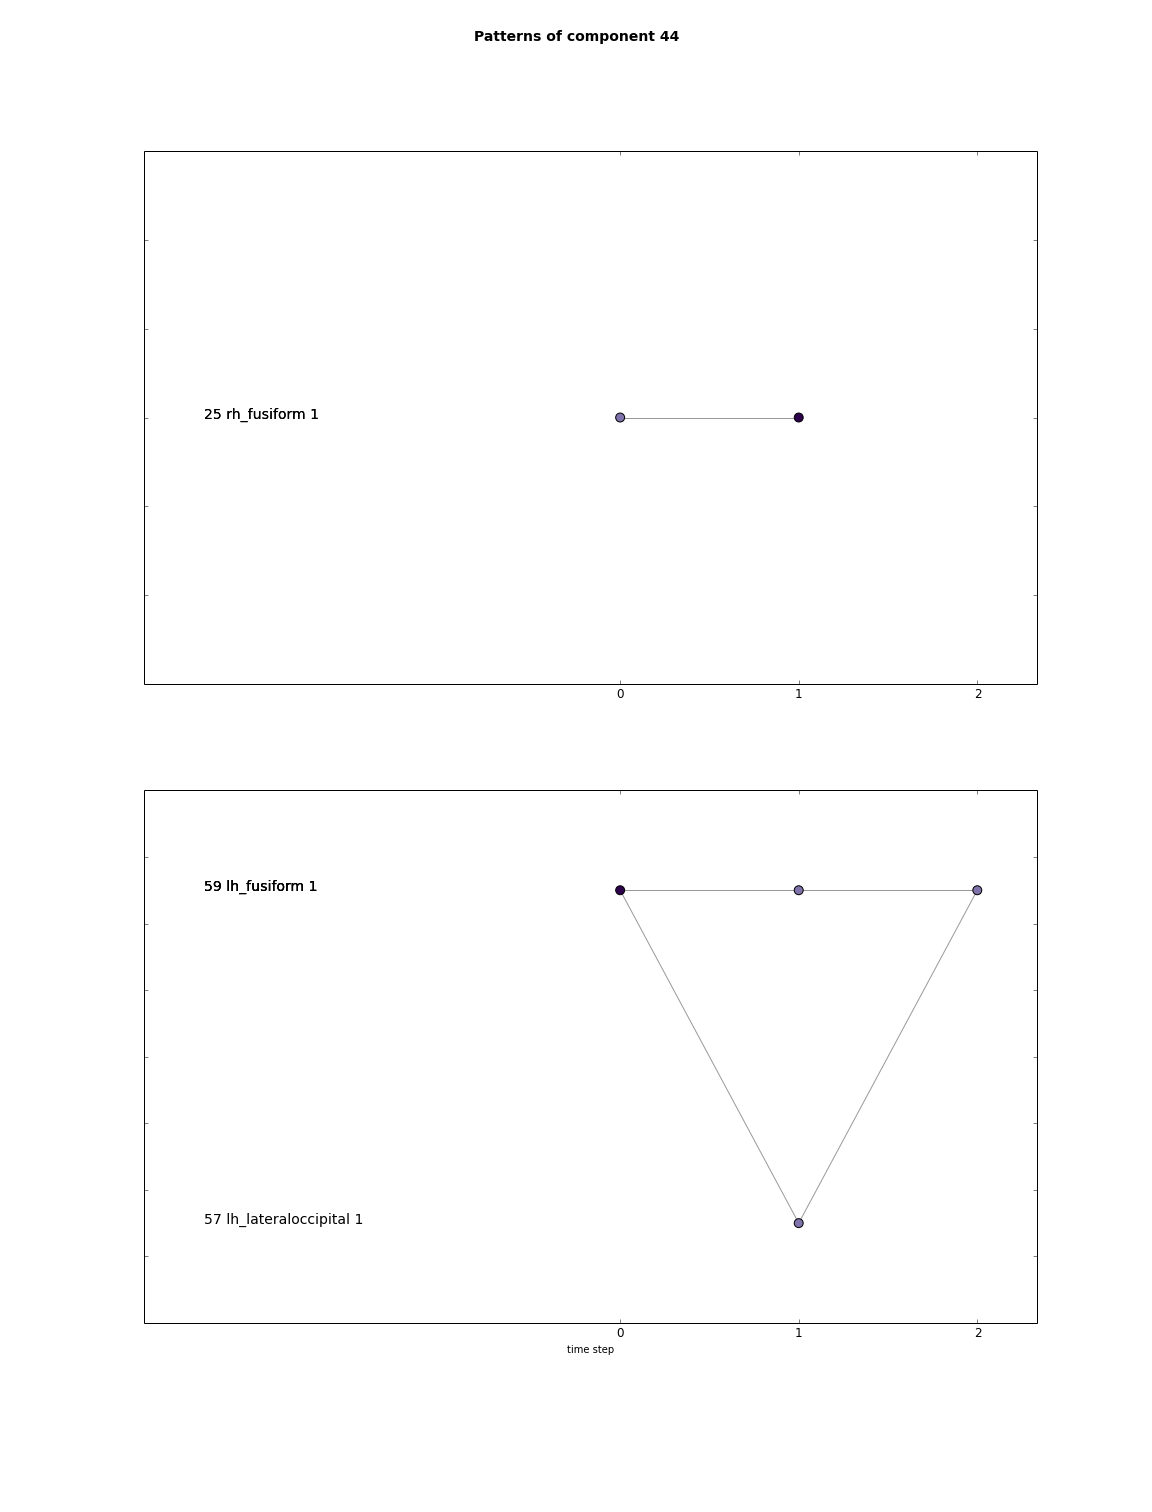 Patterns of component 44
25 rh_fusiform 1
0 1 2
59 lh_fusiform 1
57 lh_lateraloccipital 1
0 1 2
time step